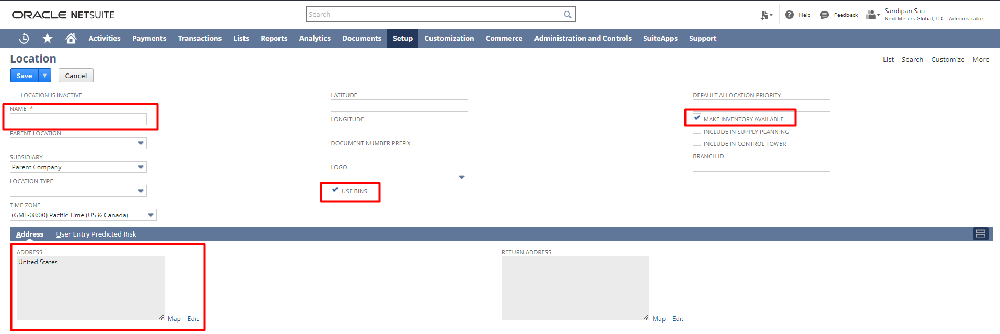 ORACLE NETSUITE
Search
Help
Feedback
Sandipan Sau
Next Meters Global, LLC - Administrator
Activities Payments Transactions Lists Reports Analytics Documents Setup Customization Commerce Administration and Controls SuiteApps Support
Location
List Search Customize More
Save Cancel
LOCATION IS INACTIVE
NAME *
PARENT LOCATION
SUBSIDIARY
Parent Company
LOCATION TYPE
TIME ZONE
(GMT-08:00) Pacific Time (US & Canada)
LATITUDE
LONGITUDE
DOCUMENT NUMBER PREFIX
LOGO
USE BINS
DEFAULT ALLOCATION PRIORITY
MAKE INVENTORY AVAILABLE
INCLUDE IN SUPPLY PLANNING
INCLUDE IN CONTROL TOWER
BRANCH ID
Address User Entry Predicted Risk
ADDRESS
United States
Map Edit
RETURN ADDRESS
Map Edit